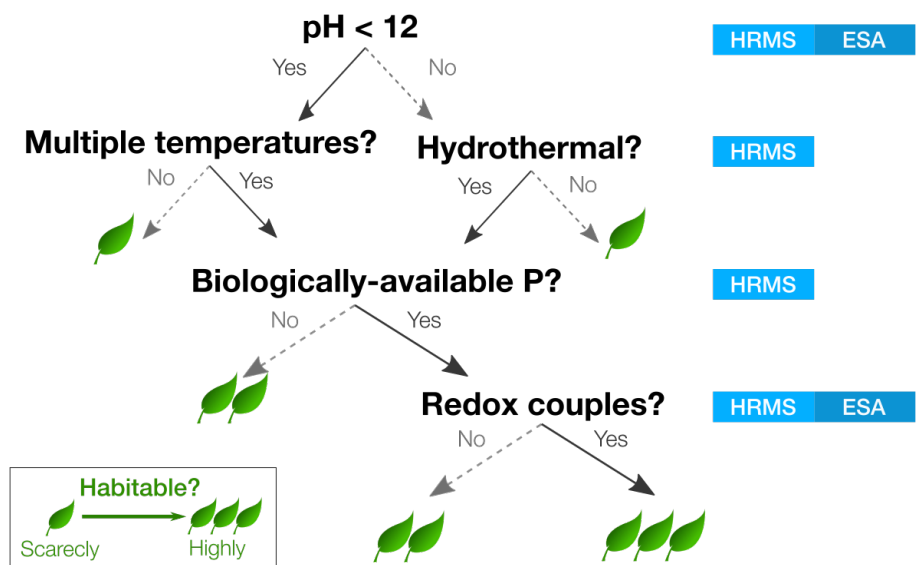 pH < 12
HRMS ESA
Yes
No
Multiple temperatures?
Hydrothermal?
HRMS
No
Yes
Yes
No
Biologically-available P?
HRMS
No
Yes
Redox couples?
HRMS ESA
No
Yes
Habitable?
Scarecly
Highly